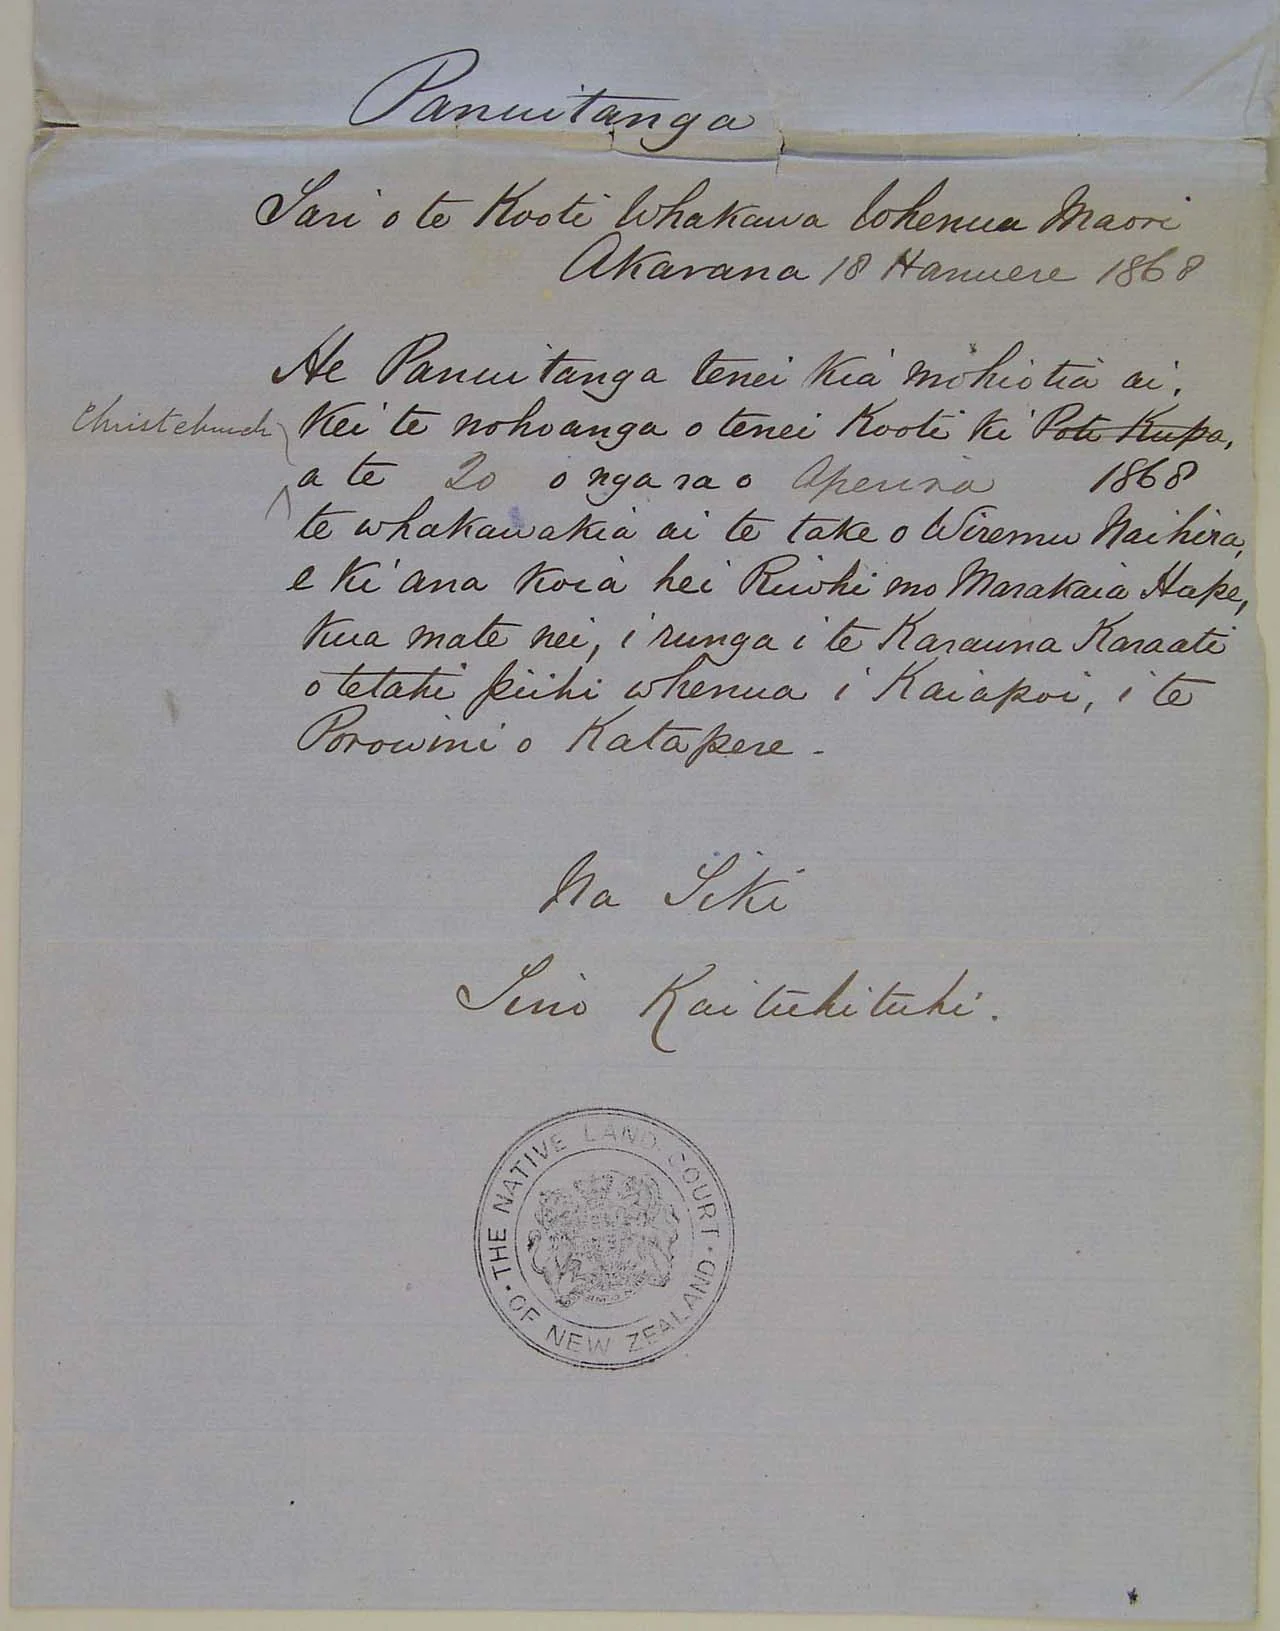 Panuitanga
Tari o te Kooti Whakawa Whenua Maori
Akarana 18 Hanuere 1868
He Panuitanga tenei kia mohiotia ai,
Christchurch
Kei te nohoanga o tenei Kooti ki Poti Kupa,
a te 20 o nga ra o Aperira 1868
te whakawakia ai te take o Wiremu Naihira,
e ki ana koia hei Riiwhi mo Marakaia Hape,
kua mate nei, i runga i te Karauna Karaati
o tetahi piihi whenua i Kaiapoi, i te
Porowini o Katapere -
Na Tiki
Tino Kaituhituhi.
THE NATIVE LAND COURT
OF NEW ZEALAND